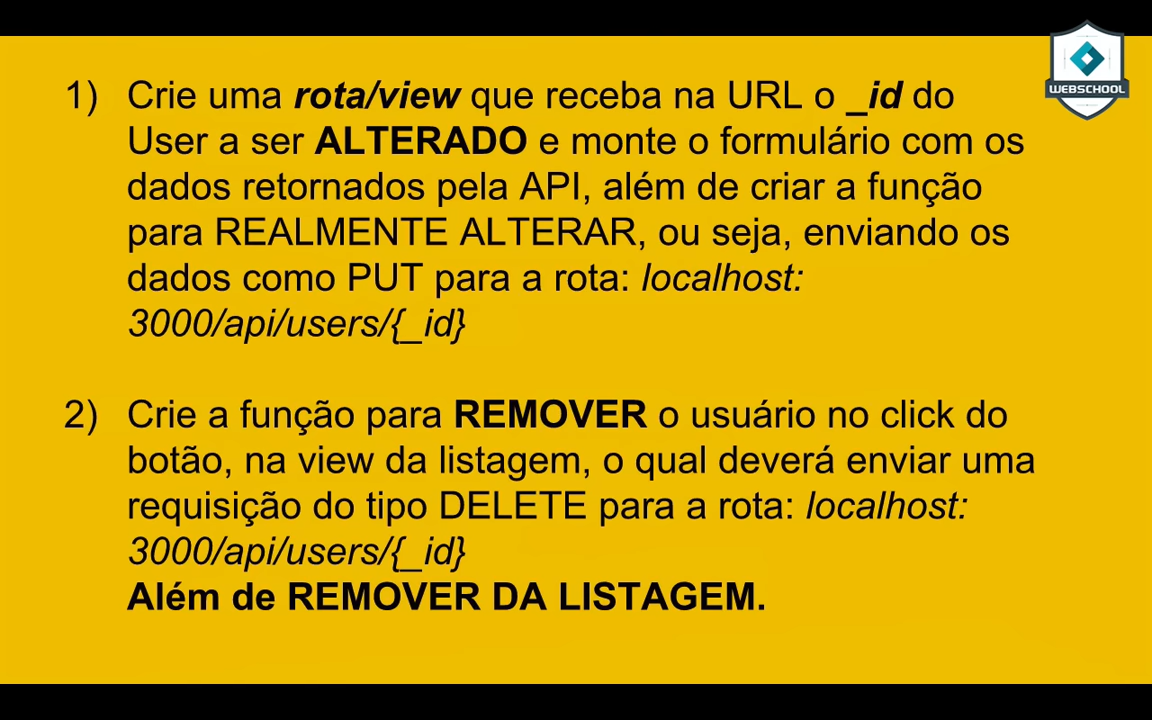 WEBSCHOOL
1) Crie uma rota/view que receba na URL o _id do
User a ser ALTERADO e monte o formulário com os
dados retornados pela API, além de criar a função
para REALMENTE ALTERAR, ou seja, enviando os
dados como PUT para a rota: localhost:
3000/api/users/{_id}
2) Crie a função para REMOVER o usuário no click do
botão, na view da listagem, o qual deverá enviar uma
requisição do tipo DELETE para a rota: localhost:
3000/api/users/{_id}
Além de REMOVER DA LISTAGEM.